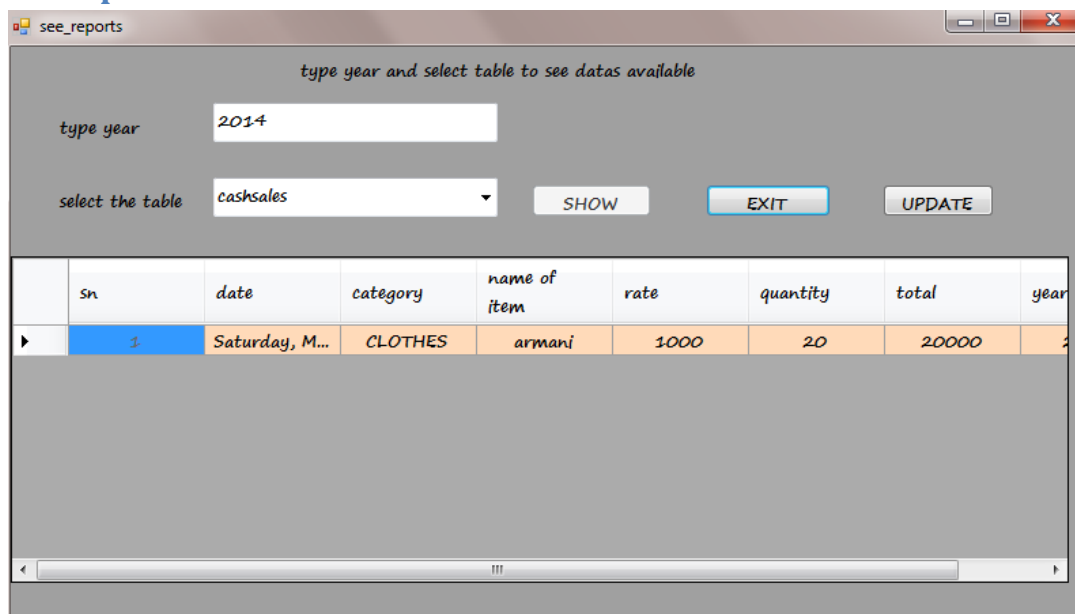 see_reports
type year and select table to see datas available
type year 2014
select the table cashsales SHOW EXIT UPDATE
sn date category name of item rate quantity total year
1 Saturday, M... CLOTHES armani 1000 20 20000